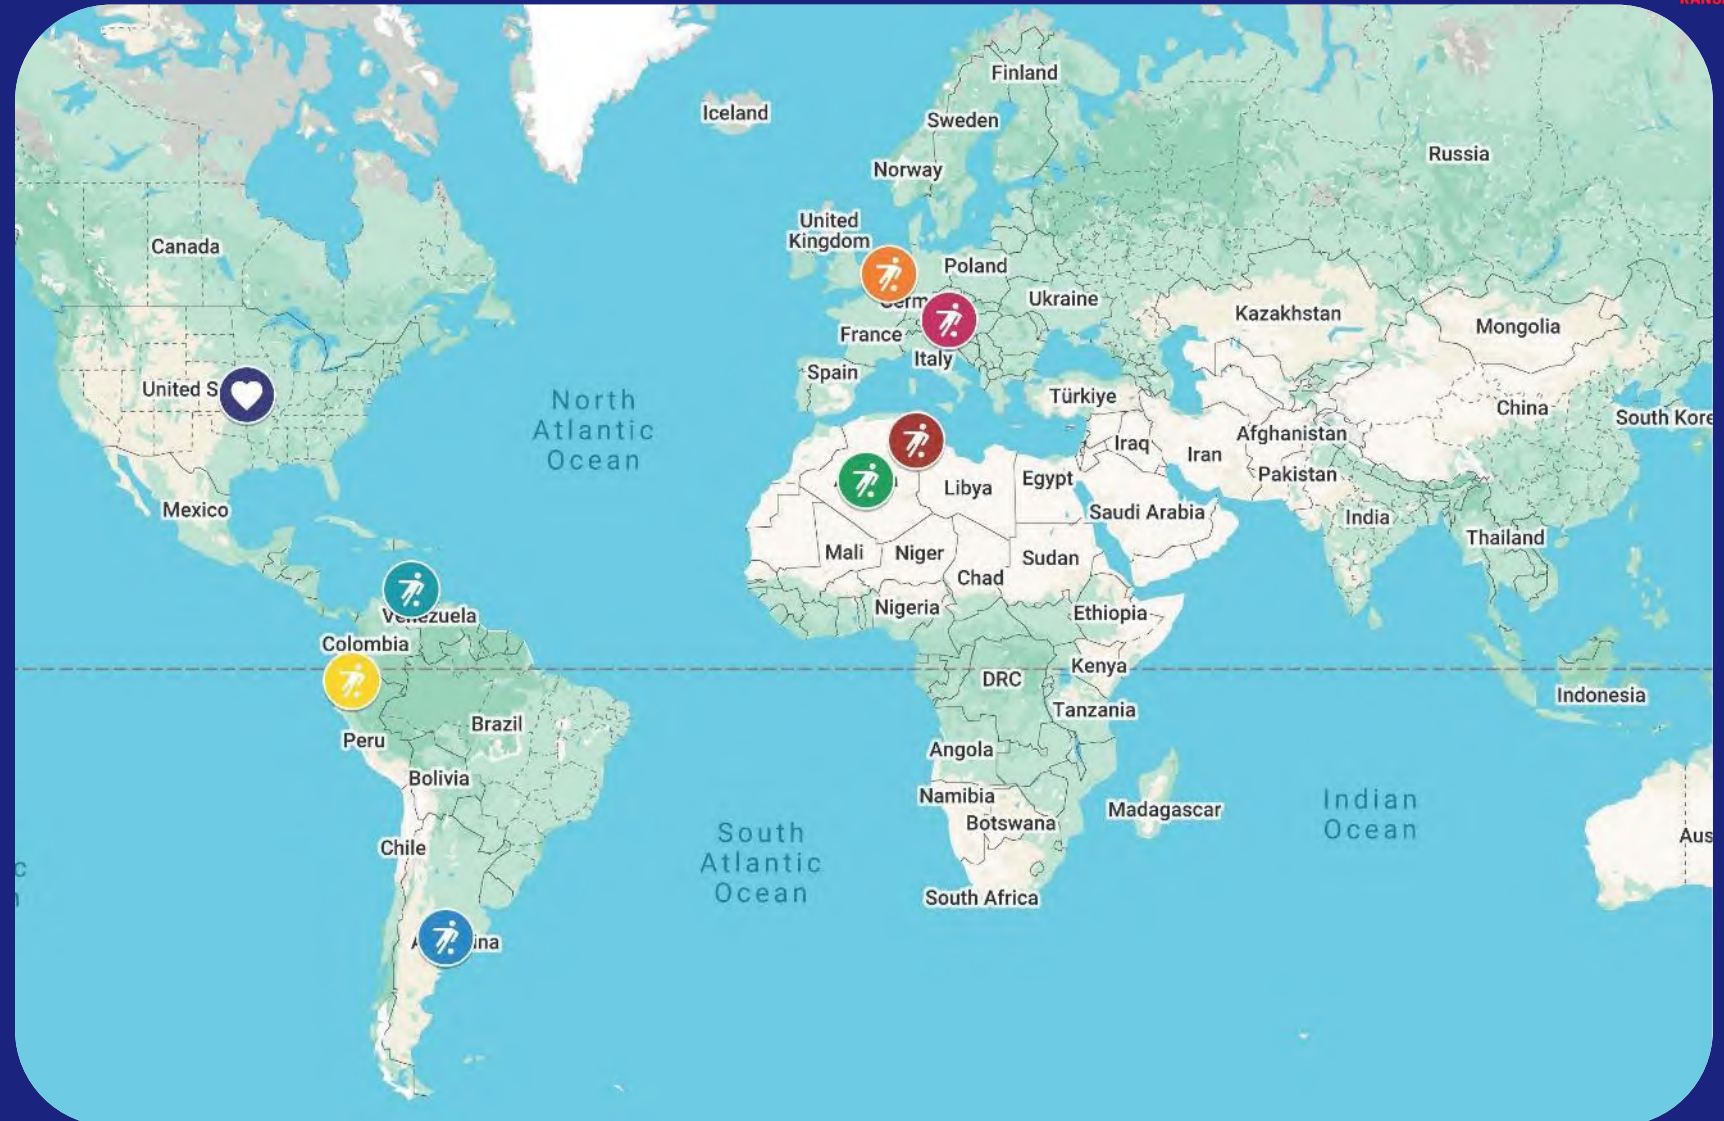 Finland
Iceland
Sweden
Russia
Norway
United
Kingdom
Canada
Poland
Ukraine
Kazakhstan
Mongolia
France
Italy
Spain
United S
Türkiye
China
South Kore
North
Atlantic
Ocean
Afghanistan
Iraq
Iran
Pakistan
Egypt
Libya
Saudi Arabia
Mexico
India
Thailand
Mali
Niger
Sudan
Chad
Nigeria
Ethiopia
Venezuela
Colombia
Kenya
DRC
Indonesia
Tanzania
Brazil
Peru
Angola
Bolivia
Namibia
Indian
Ocean
Madagascar
Botswana
South
Atlantic
Ocean
Aus
Chile
South Africa
ina